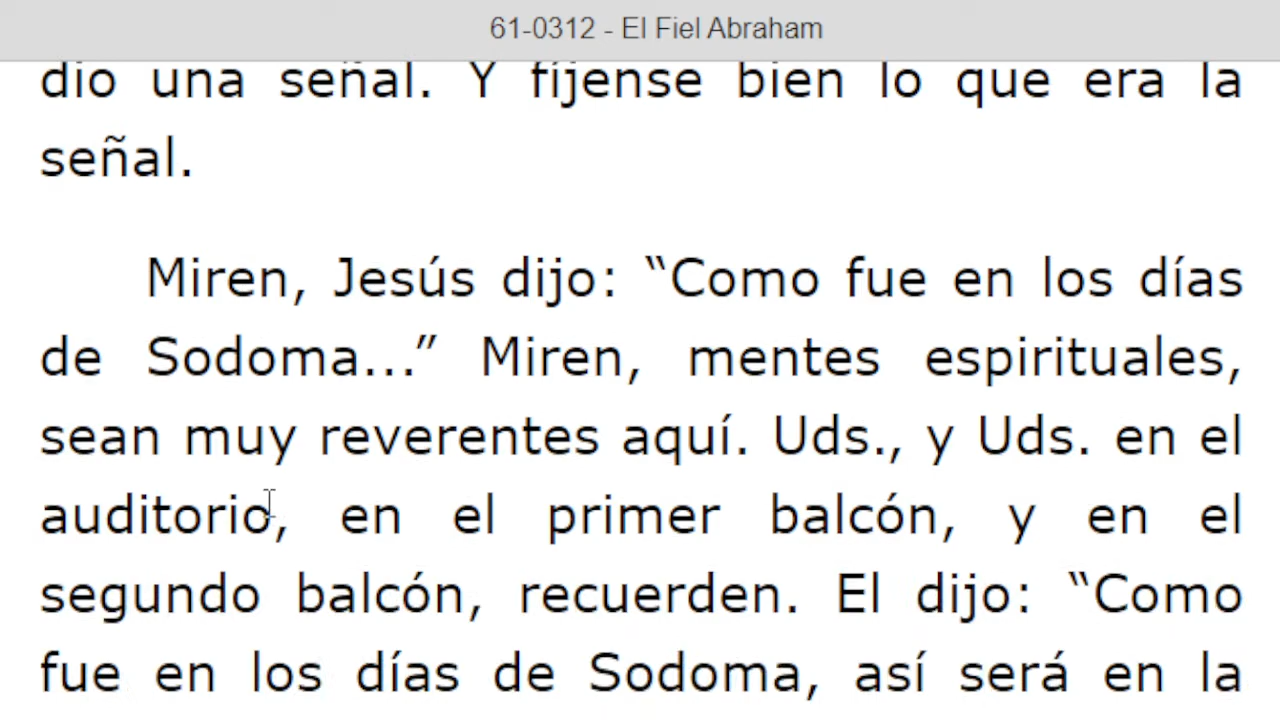 61-0312 - El Fiel Abraham
dio una señal. Y fíjense bien lo que era la
señal.
Miren, Jesús dijo: “Como fue en los días
de Sodoma...” Miren, mentes espirituales,
sean muy reverentes aquí. Uds., y Uds. en el
auditorio, en el primer balcón, y en el
segundo balcón, recuerden. El dijo: “Como
fue en los días de Sodoma, así será en la